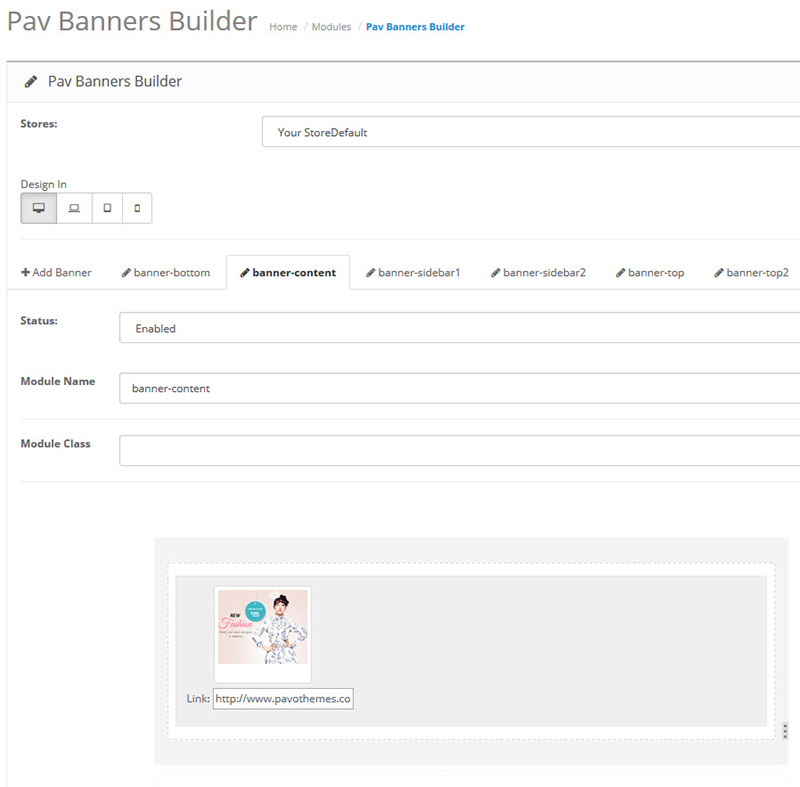 Pav Banners Builder Home / Modules / Pav Banners Builder
Pav Banners Builder
Stores: Your StoreDefault
Design In
Add Banner banner-bottom banner-content banner-sidebar1 banner-sidebar2 banner-top banner-top2
Status: Enabled
Module Name banner-content
Module Class
NEW
$25
Fashion
Link: http://www.pavothemes.co